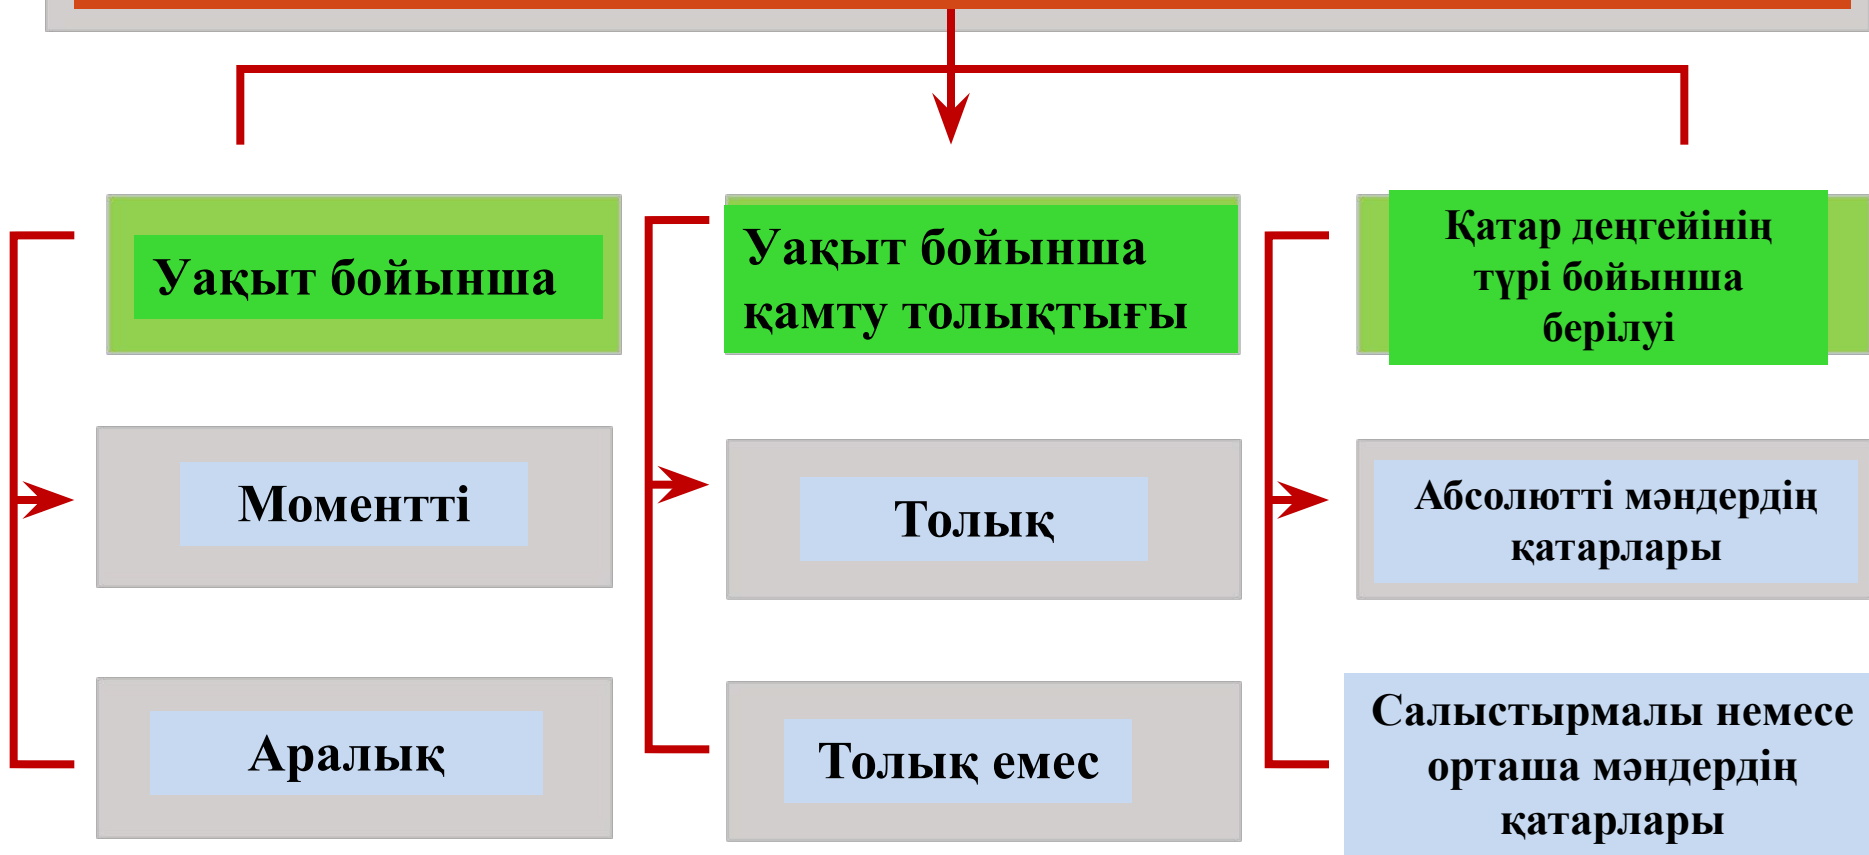 Уақыт бойынша
Уақыт бойынша
қамту толықтығы
Қатар деңгейінің
түрі бойынша
берілуі
Моментті
Толық
Абсолютті мәндердің
қатарлары
Аралық
Толық емес
Салыстырмалы немесе
орташа мәндердің
қатарлары